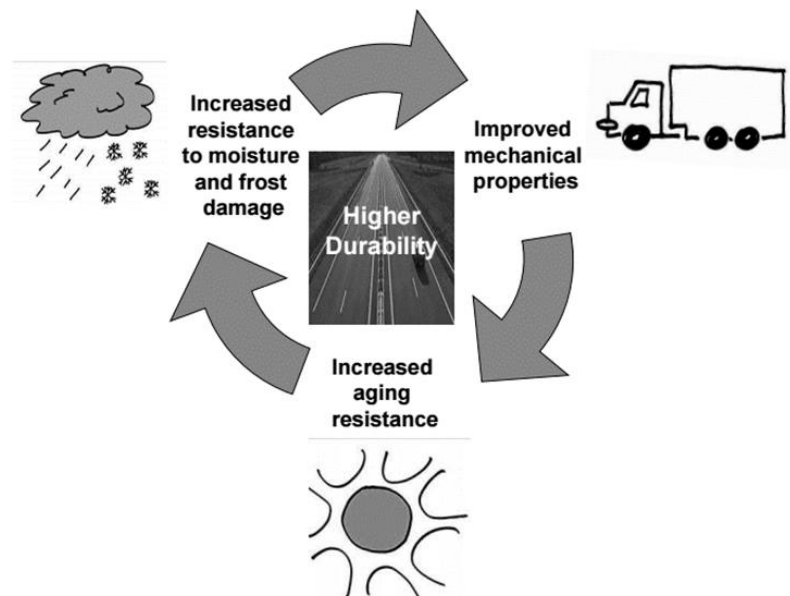 Increased
resistance
to moisture
and frost
damage
Improved
mechanical
properties
Higher
Durability
Increased
aging
resistance